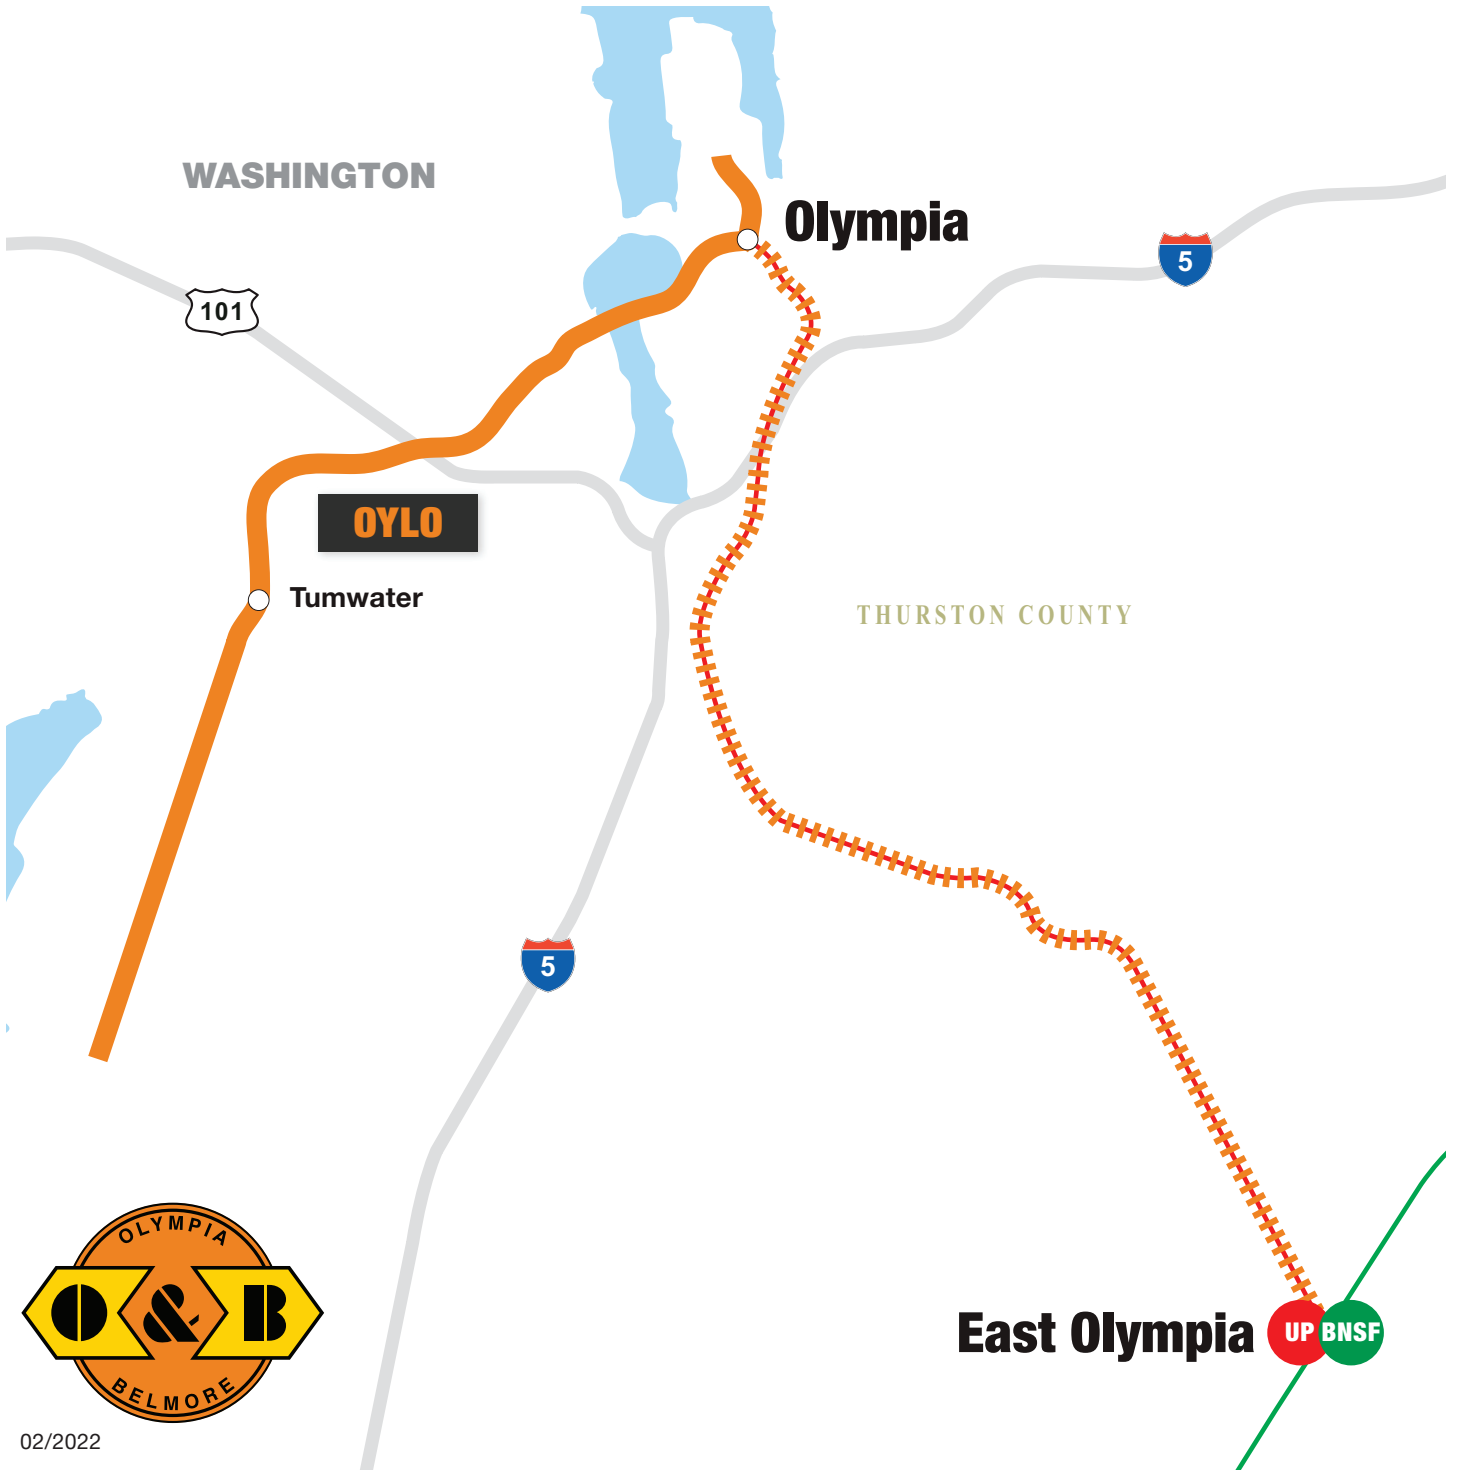 WASHINGTON
Olympia
5
101
OYLO
Tumwater
THURSTON COUNTY
5
OLYMPIA
O & B
BELMORE
East Olympia
UP BNSF
02/2022